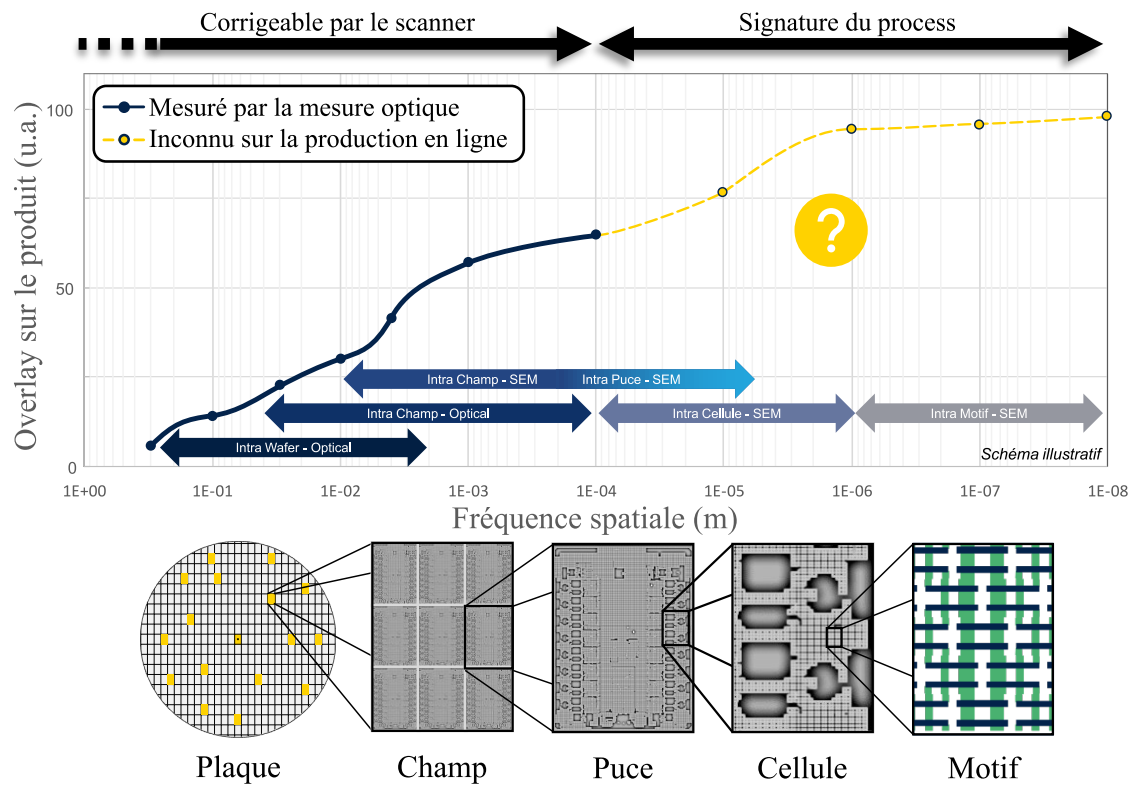 Corrigeable par le scanner
Signature du process
Mesuré par la mesure optique
Inconnu sur la production en ligne
Overlay sur le produit (u.a.)
100
50
0
?
Intra Champ - SEM
Intra Puce - SEM
Intra Champ - Optical
Intra Cellule - SEM
Intra Motif - SEM
Intra Wafer - Optical
Schéma illustratif
1E+00
1E-01
1E-02
1E-03
1E-04
1E-05
1E-06
1E-07
1E-08
Fréquence spatiale (m)
Plaque
Champ
Puce
Cellule
Motif